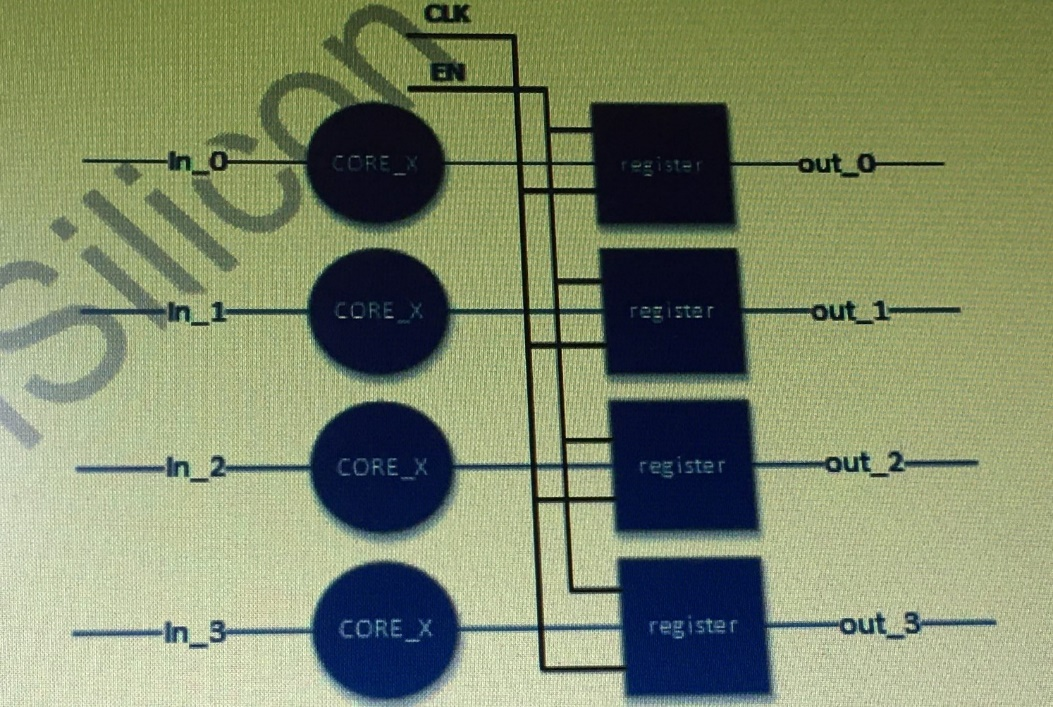 CLK
EN
In_0 CORE_X register out_0
In_1 CORE_X register out_1
In_2 CORE_X register out_2
In_3 CORE_X register out_3
Silicon